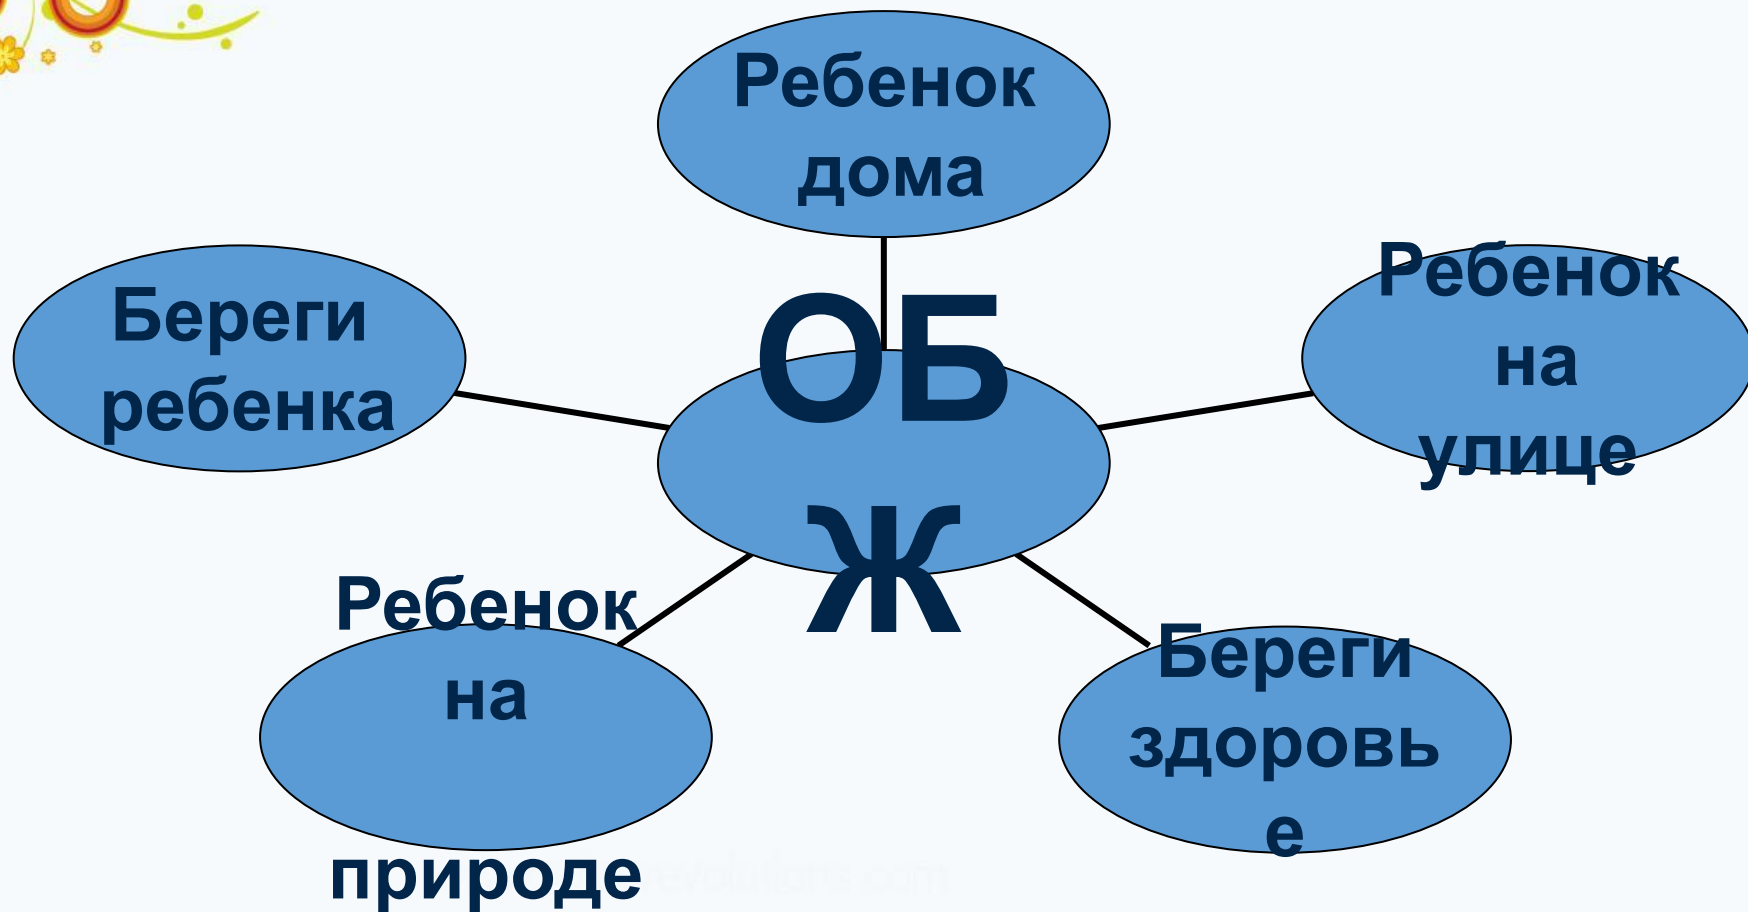 Ребенок
дома
Береги
ребенка
ОБ
Ж
Ребенок
на
улице
Ребенок
на
природе
Береги
здоровь
е